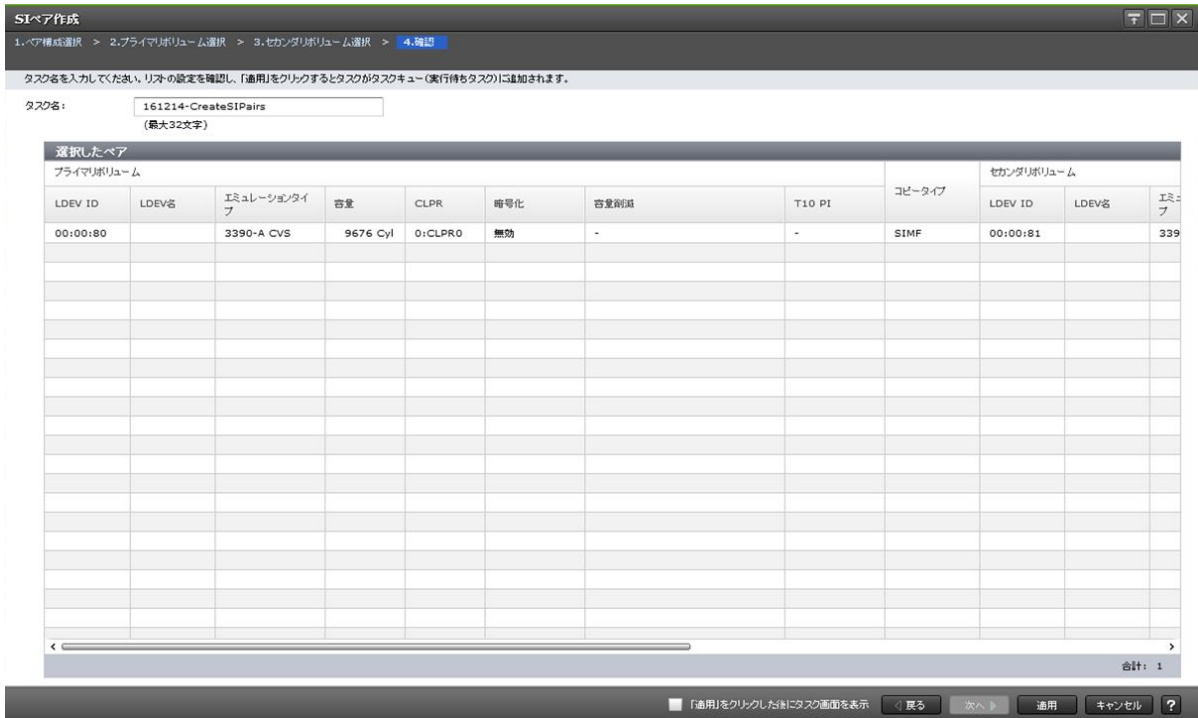 SIペア作成
1.ペア構成選択 > 2.プライマリボリューム選択 > 3.セカンダリボリューム選択 > 4.確認
タスク名を入力してください。リストの設定を確認し、「適用」をクリックするとタスクがタスクキュー(実行待ちタスク)に追加されます。
タスク名: 161214-CreateSIPairs
(最大32文字)
選択したペア
プライマリボリューム コピータイプ セカンダリボリューム
LDEV ID LDEV名 エミュレーションタイプ 容量 CLPR 暗号化 容量削減 T10 PI LDEV ID LDEV名
00:00:80 3390-A CVS 9676 Cyl 0:CLPR0 無効 - - SIMF 00:00:81 339
合計: 1
「適用」をクリックした後にタスク画面を表示 戻る 次へ 適用 キャンセル ?